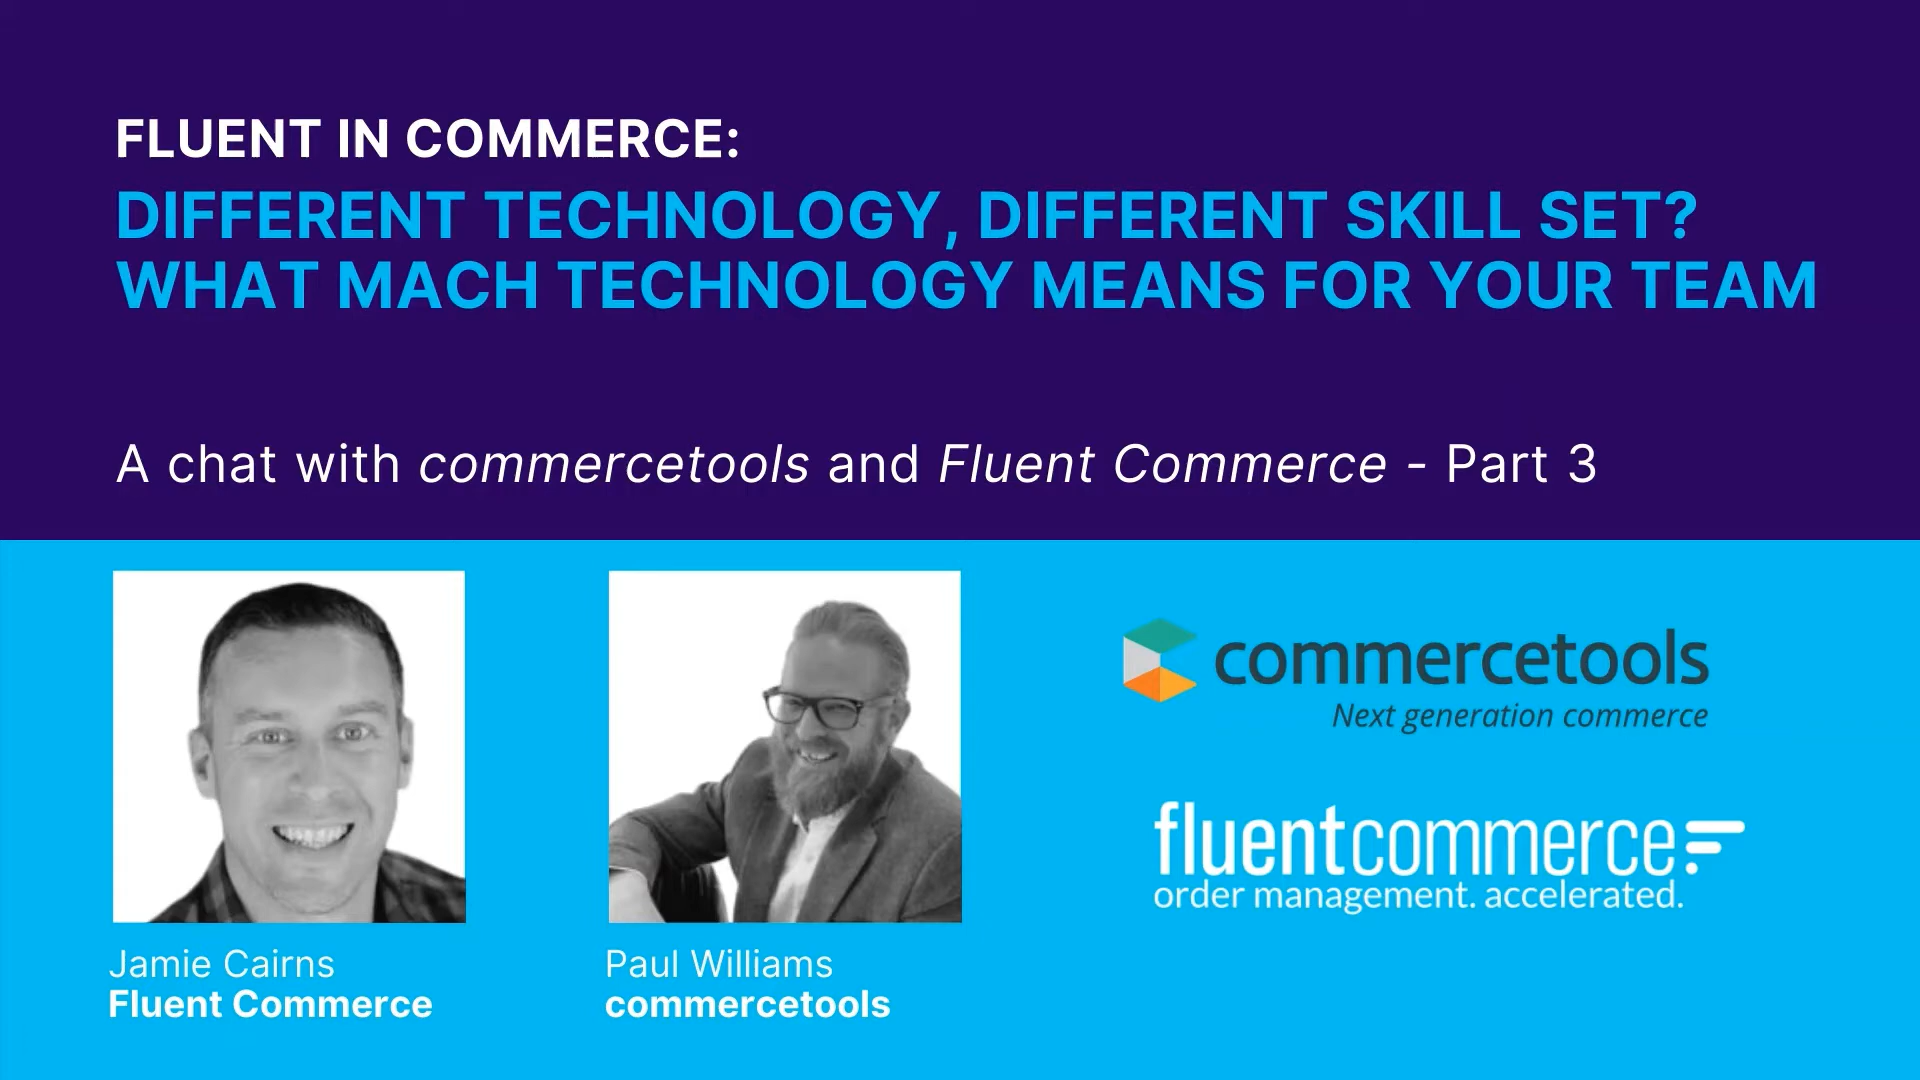 FLUENT IN COMMERCE:
DIFFERENT TECHNOLOGY, DIFFERENT SKILL SET?
WHAT MACH TECHNOLOGY MEANS FOR YOUR TEAM
A chat with commercetools and Fluent Commerce - Part 3
Jamie Cairns
Fluent Commerce
Paul Williams
commercetools
commercetools
Next generation commerce
fluentcommerce
order management. accelerated.